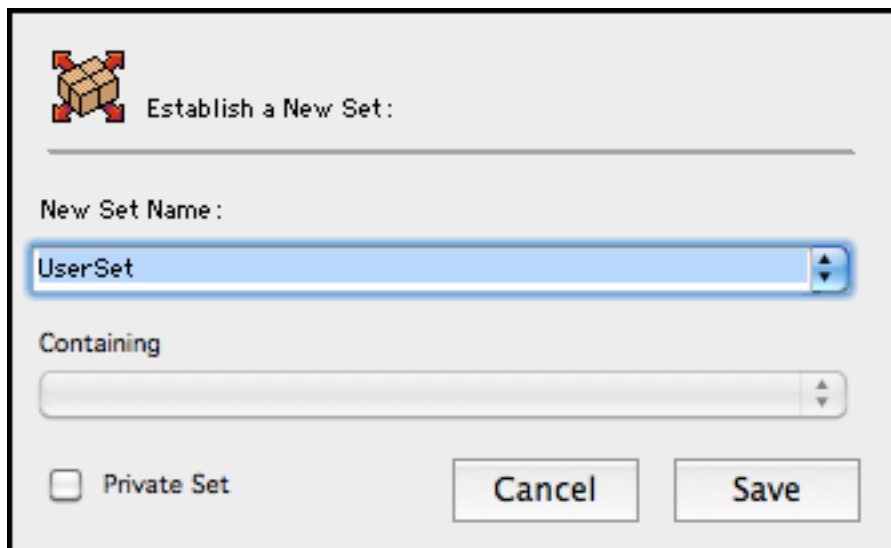 Establish a New Set:
New Set Name:
UserSet
Containing
Private Set
Cancel
Save